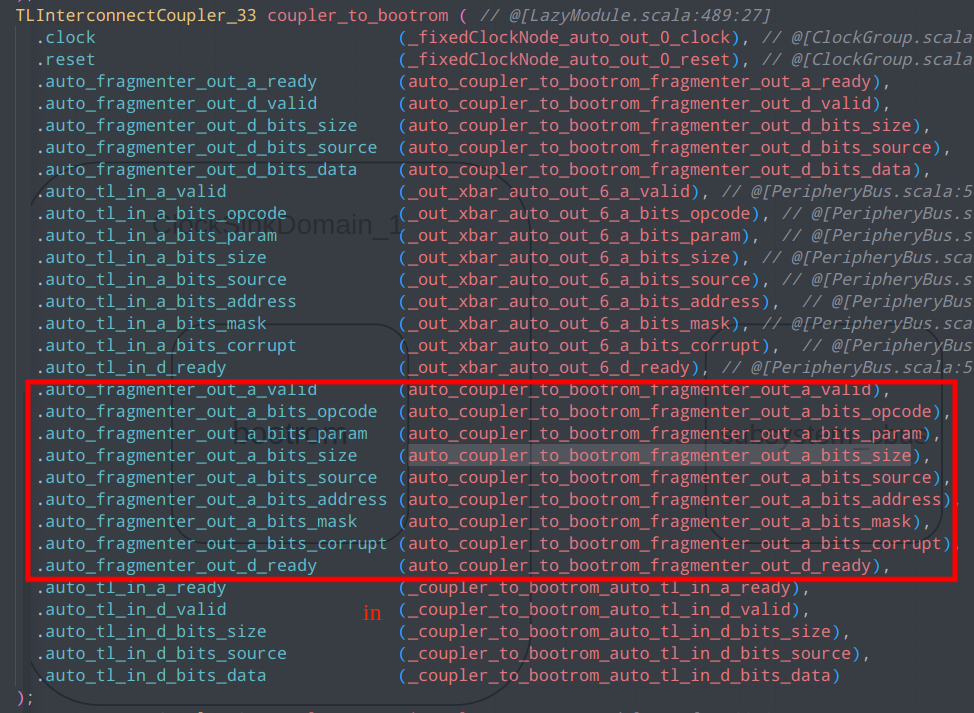 TLInterconnectCoupler_33 coupler_to_bootrom ( // @[LazyModule.scala:489:27]
.clock (_fixedClockNode_auto_out_0_clock), // @[ClockGroup.scala
.reset (_fixedClockNode_auto_out_0_reset), // @[ClockGroup.scala
.auto_fragmenter_out_a_ready (auto_coupler_to_bootrom_fragmenter_out_a_ready),
.auto_fragmenter_out_d_valid (auto_coupler_to_bootrom_fragmenter_out_d_valid),
.auto_fragmenter_out_d_bits_size (auto_coupler_to_bootrom_fragmenter_out_d_bits_size),
.auto_fragmenter_out_d_bits_source (auto_coupler_to_bootrom_fragmenter_out_d_bits_source),
.auto_fragmenter_out_d_bits_data (auto_coupler_to_bootrom_fragmenter_out_d_bits_data),
.auto_tl_in_a_valid (_out_xbar_auto_out_6_a_valid), // @[PeripheryBus.scala:5
.auto_tl_in_a_bits_opcode (_out_xbar_auto_out_6_a_bits_opcode), // @[PeripheryBus.s
ClockSinkDomain_1
.auto_tl_in_a_bits_param (_out_xbar_auto_out_6_a_bits_param), // @[PeripheryBus.s
.auto_tl_in_a_bits_size (_out_xbar_auto_out_6_a_bits_size), // @[PeripheryBus.sca
.auto_tl_in_a_bits_source (_out_xbar_auto_out_6_a_bits_source), // @[PeripheryBus.s
.auto_tl_in_a_bits_address (_out_xbar_auto_out_6_a_bits_address), // @[PeripheryBus
.auto_tl_in_a_bits_mask (_out_xbar_auto_out_6_a_bits_mask), // @[PeripheryBus.sca
.auto_tl_in_a_bits_corrupt (_out_xbar_auto_out_6_a_bits_corrupt), // @[PeripheryBus
.auto_tl_in_d_ready (_out_xbar_auto_out_6_d_ready), // @[PeripheryBus.scala:5
.auto_fragmenter_out_a_valid (auto_coupler_to_bootrom_fragmenter_out_a_valid),
.auto_fragmenter_out_a_bits_opcode (auto_coupler_to_bootrom_fragmenter_out_a_bits_opcode),
.auto_fragmenter_out_a_bits_param (auto_coupler_to_bootrom_fragmenter_out_a_bits_param),
bootrom
.auto_fragmenter_out_a_bits_size (auto_coupler_to_bootrom_fragmenter_out_a_bits_size),
.auto_fragmenter_out_a_bits_source (auto_coupler_to_bootrom_fragmenter_out_a_bits_source),
.auto_fragmenter_out_a_bits_address (auto_coupler_to_bootrom_fragmenter_out_a_bits_address),
.auto_fragmenter_out_a_bits_mask (auto_coupler_to_bootrom_fragmenter_out_a_bits_mask),
.auto_fragmenter_out_a_bits_corrupt (auto_coupler_to_bootrom_fragmenter_out_a_bits_corrupt),
.auto_fragmenter_out_d_ready (auto_coupler_to_bootrom_fragmenter_out_d_ready),
.auto_tl_in_a_ready (_coupler_to_bootrom_auto_tl_in_a_ready),
.auto_tl_in_d_valid in (_coupler_to_bootrom_auto_tl_in_d_valid),
.auto_tl_in_d_bits_size (_coupler_to_bootrom_auto_tl_in_d_bits_size),
.auto_tl_in_d_bits_source (_coupler_to_bootrom_auto_tl_in_d_bits_source),
.auto_tl_in_d_bits_data (_coupler_to_bootrom_auto_tl_in_d_bits_data)
);